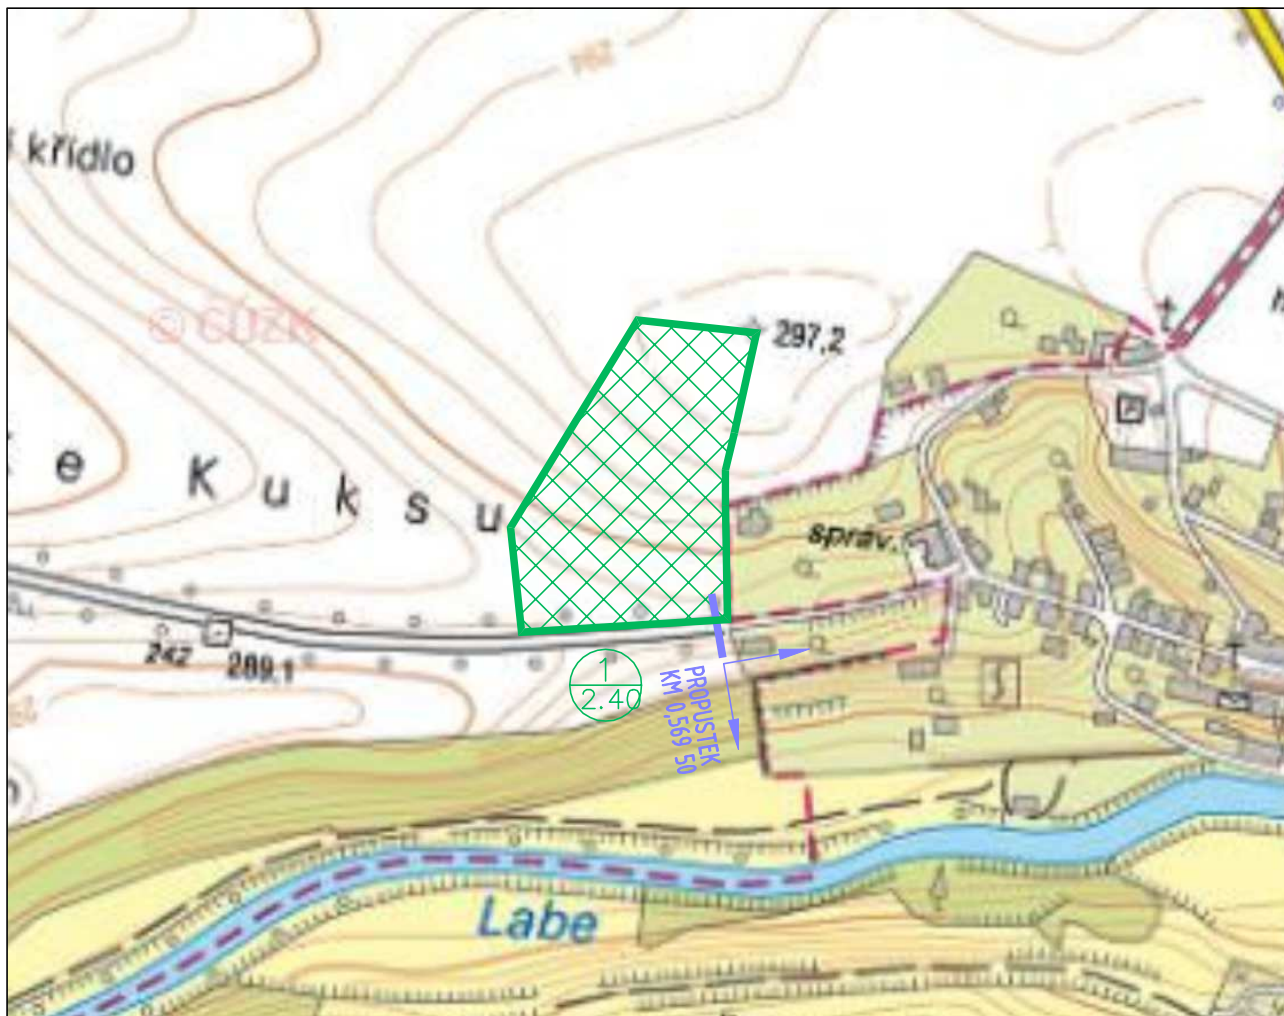 křídlo
© ČÚZK
297,2
e Kuksu
správ.
242
289.1
1
2.40
PROPUSTEK
KM 0,569 50
Labe